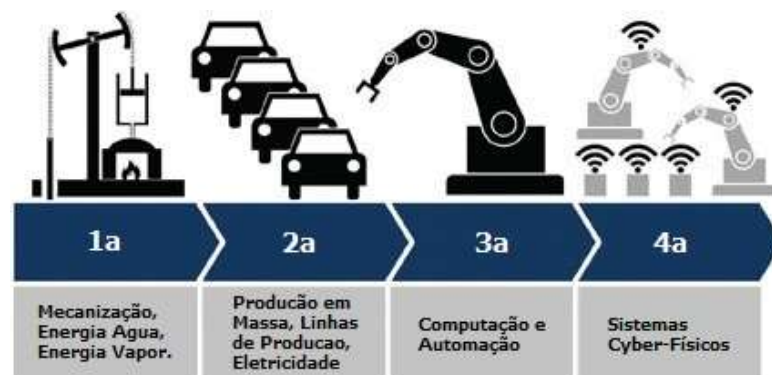 1a
2a
3a
4a
Mecanização,
Energia Agua,
Energia Vapor.
Producão em
Massa, Linhas
de Producao,
Eletricidade
Computação e
Automação
Sistemas
Cyber-Físicos